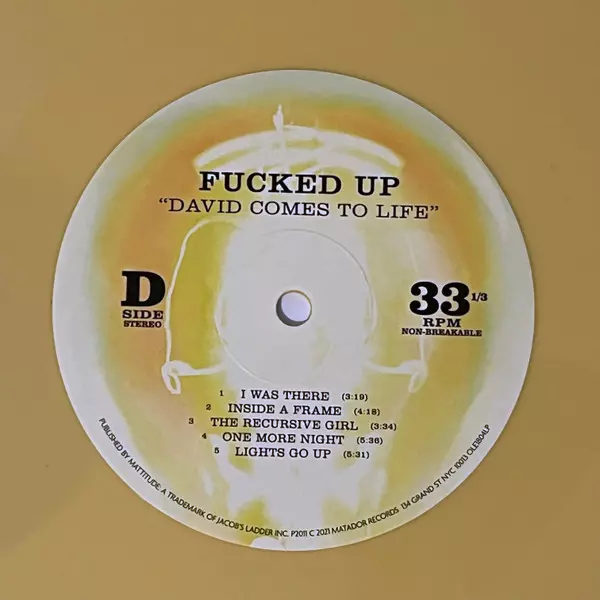 FUCKED UP
"DAVID COMES TO LIFE"
D
SIDE
STEREO
33 1/3
RPM
NON-BREAKABLE
1 I WAS THERE (3:19)
2 INSIDE A FRAME (4:18)
3 THE RECURSIVE GIRL (3:34)
4 ONE MORE NIGHT (5:36)
5 LIGHTS GO UP (5:31)
PUBLISHED BY MATTITUDE: A TRADEMARK OF JACOB'S LADDER INC. P2011 C 2021 MATADOR RECORDS 134 GRAND ST NYC 10013 OLE1804LP